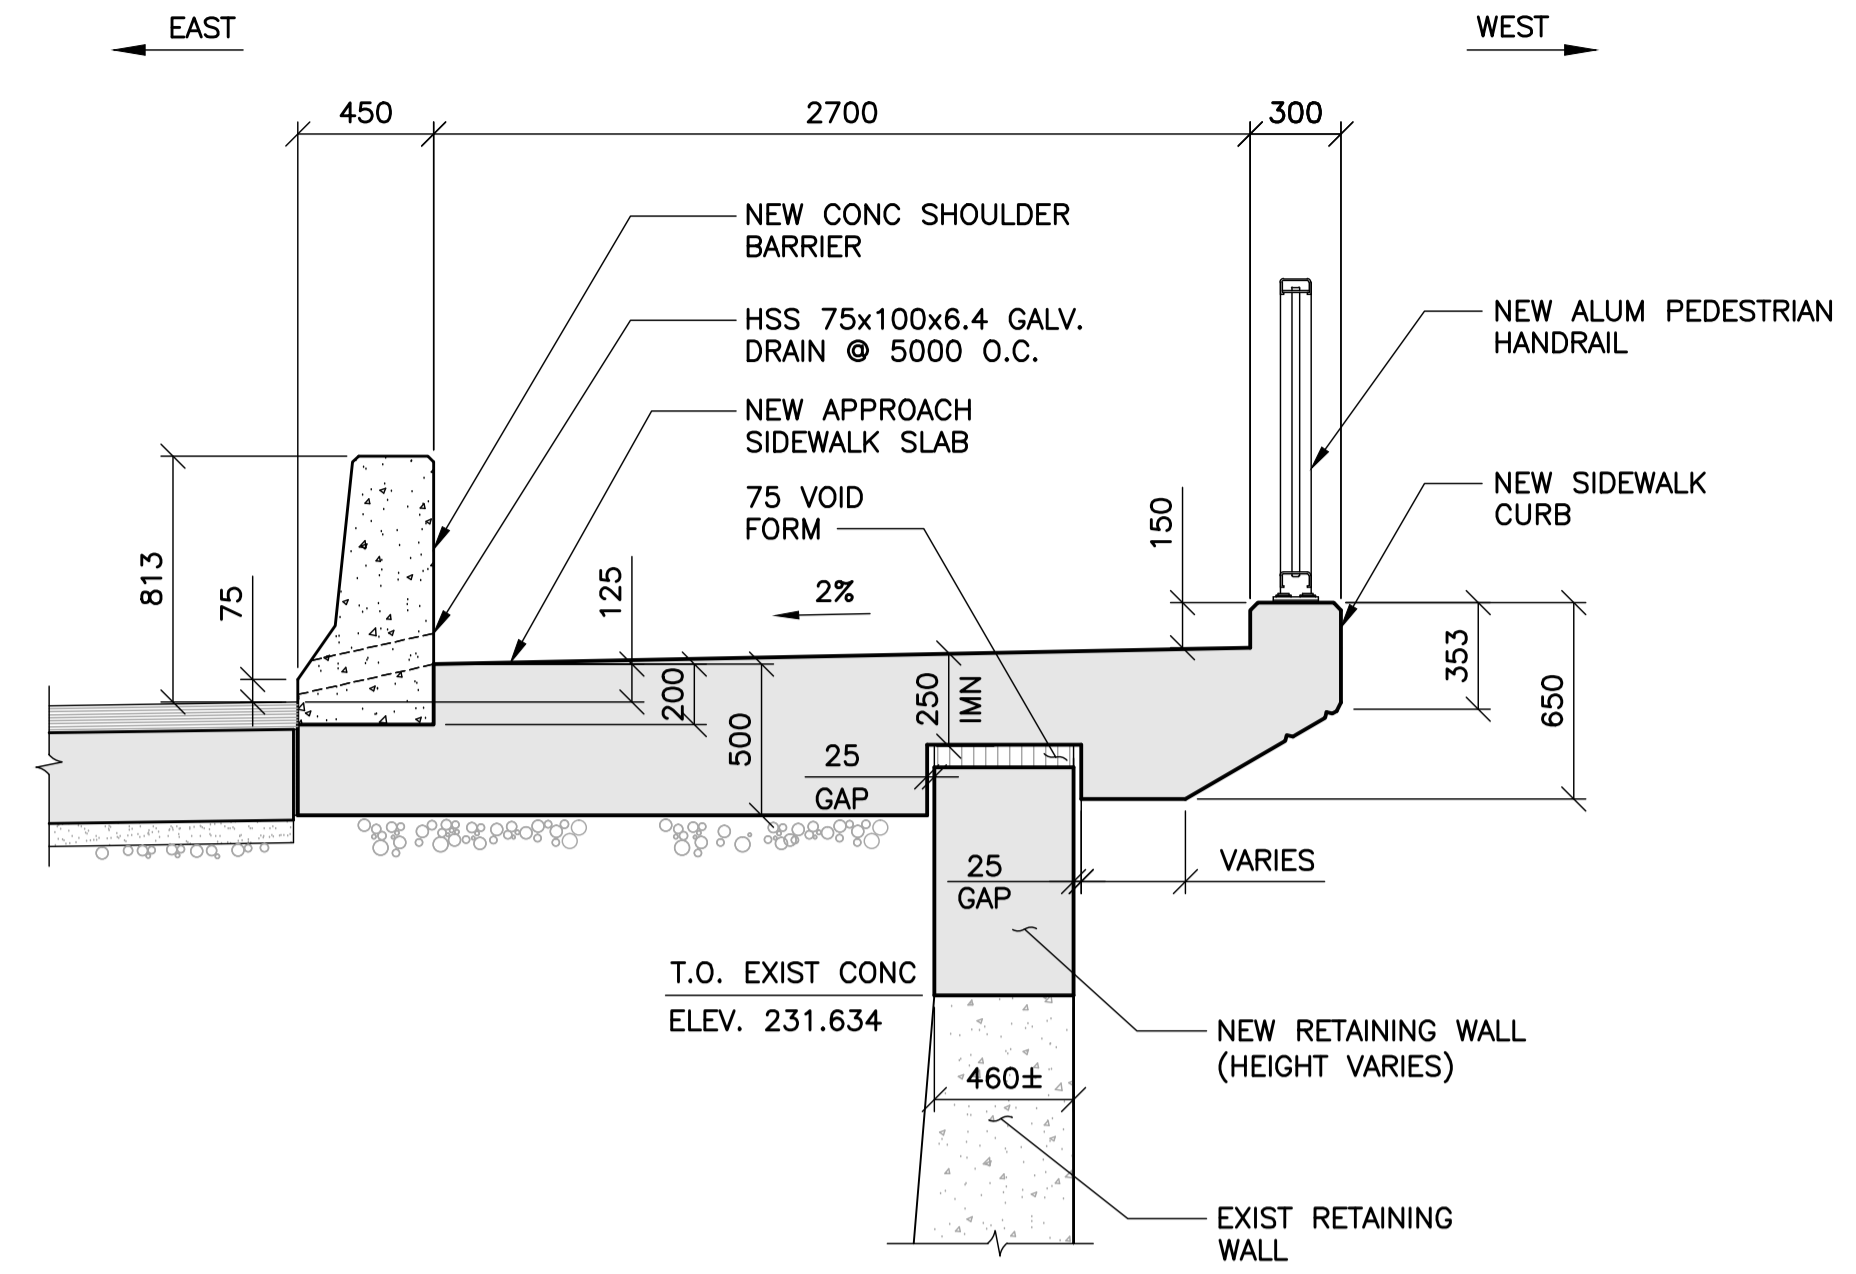 EAST
WEST
450
2700
300
NEW CONC SHOULDER
BARRIER
HSS 75x100x6.4 GALV.
DRAIN @ 5000 O.C.
NEW APPROACH
SIDEWALK SLAB
75 VOID
FORM
NEW ALUM PEDESTRIAN
HANDRAIL
NEW SIDEWALK
CURB
813
75
125
2%
150
200
500
250
IMN
353
650
25
GAP
25
GAP
VARIES
T.O. EXIST CONC
ELEV. 231.634
NEW RETAINING WALL
(HEIGHT VARIES)
460±
EXIST RETAINING
WALL